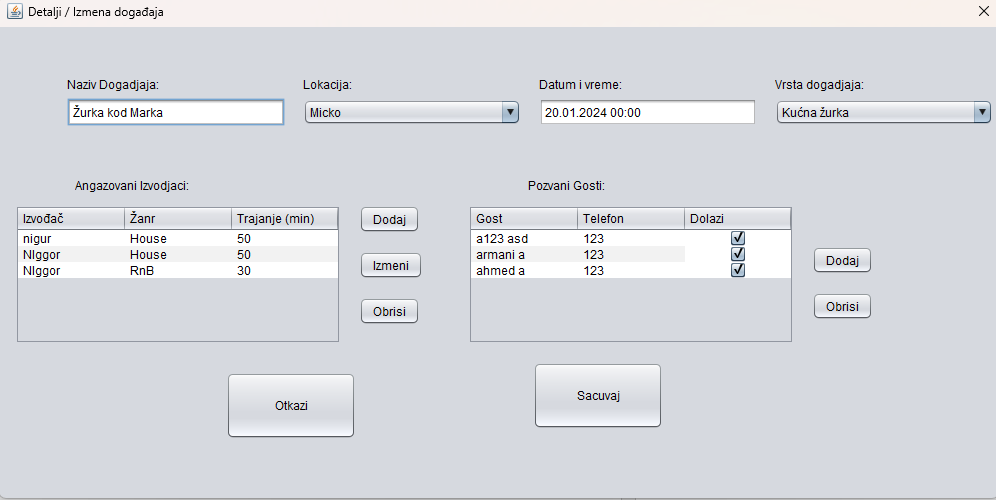 Detalji / Izmena događaja
Naziv Dogadjaja: Lokacija: Datum i vreme: Vrsta dogadjaja:
Žurka kod Marka Micko 20.01.2024 00:00 Kućna žurka
Angazovani Izvodjaci: Pozvani Gosti:
Izvođač Žanr Trajanje (min) Dodaj Gost Telefon Dolazi
nigur House 50 a123 asd 123
NIggor House 50 armani a 123
NIggor RnB 30 Izmeni ahmed a 123 Dodaj
Obrisi Obrisi
Otkazi Sacuvaj